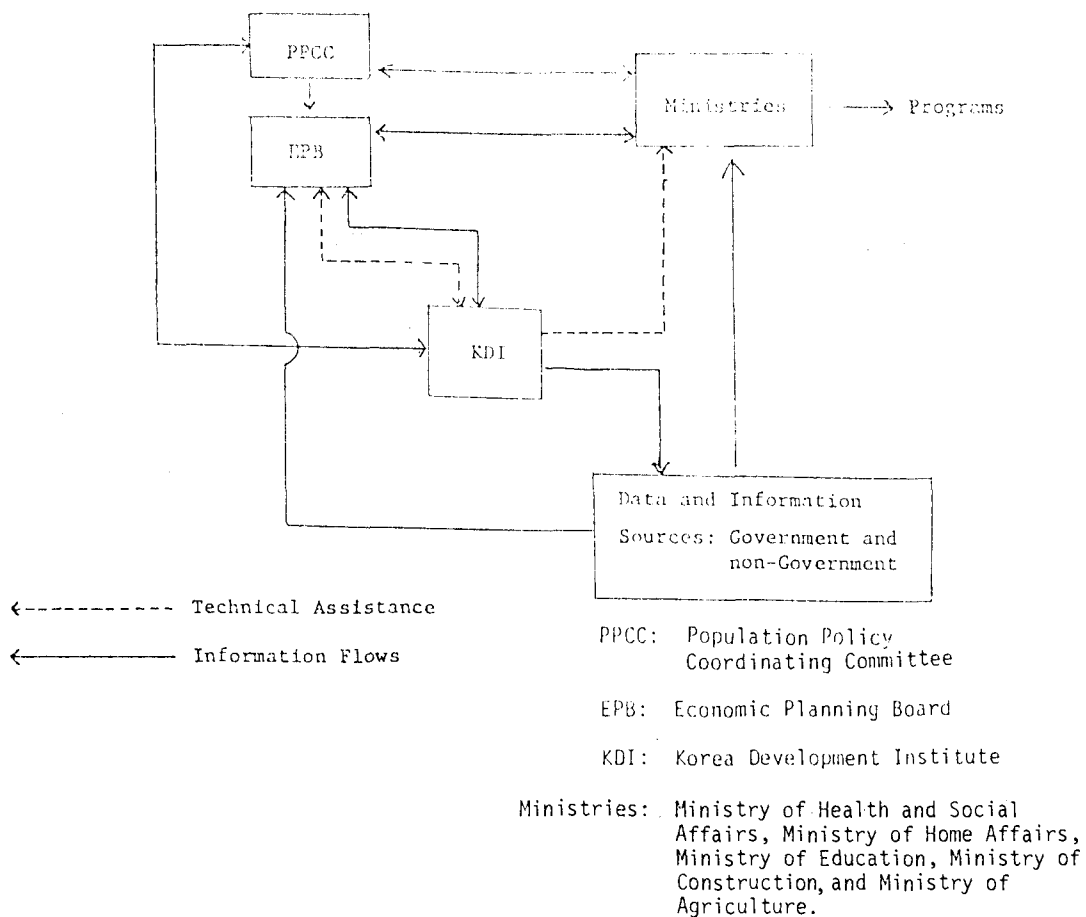 PPCC
Ministries
Programs
EPB
KDI
Data and Information
Sources: Government and
non-Government
Technical Assistance
Information Flows
PPCC: Population Policy
Coordinating Committee
EPB: Economic Planning Board
KDI: Korea Development Institute
Ministries: Ministry of Health and Social
Affairs, Ministry of Home Affairs,
Ministry of Education, Ministry of
Construction, and Ministry of
Agriculture.